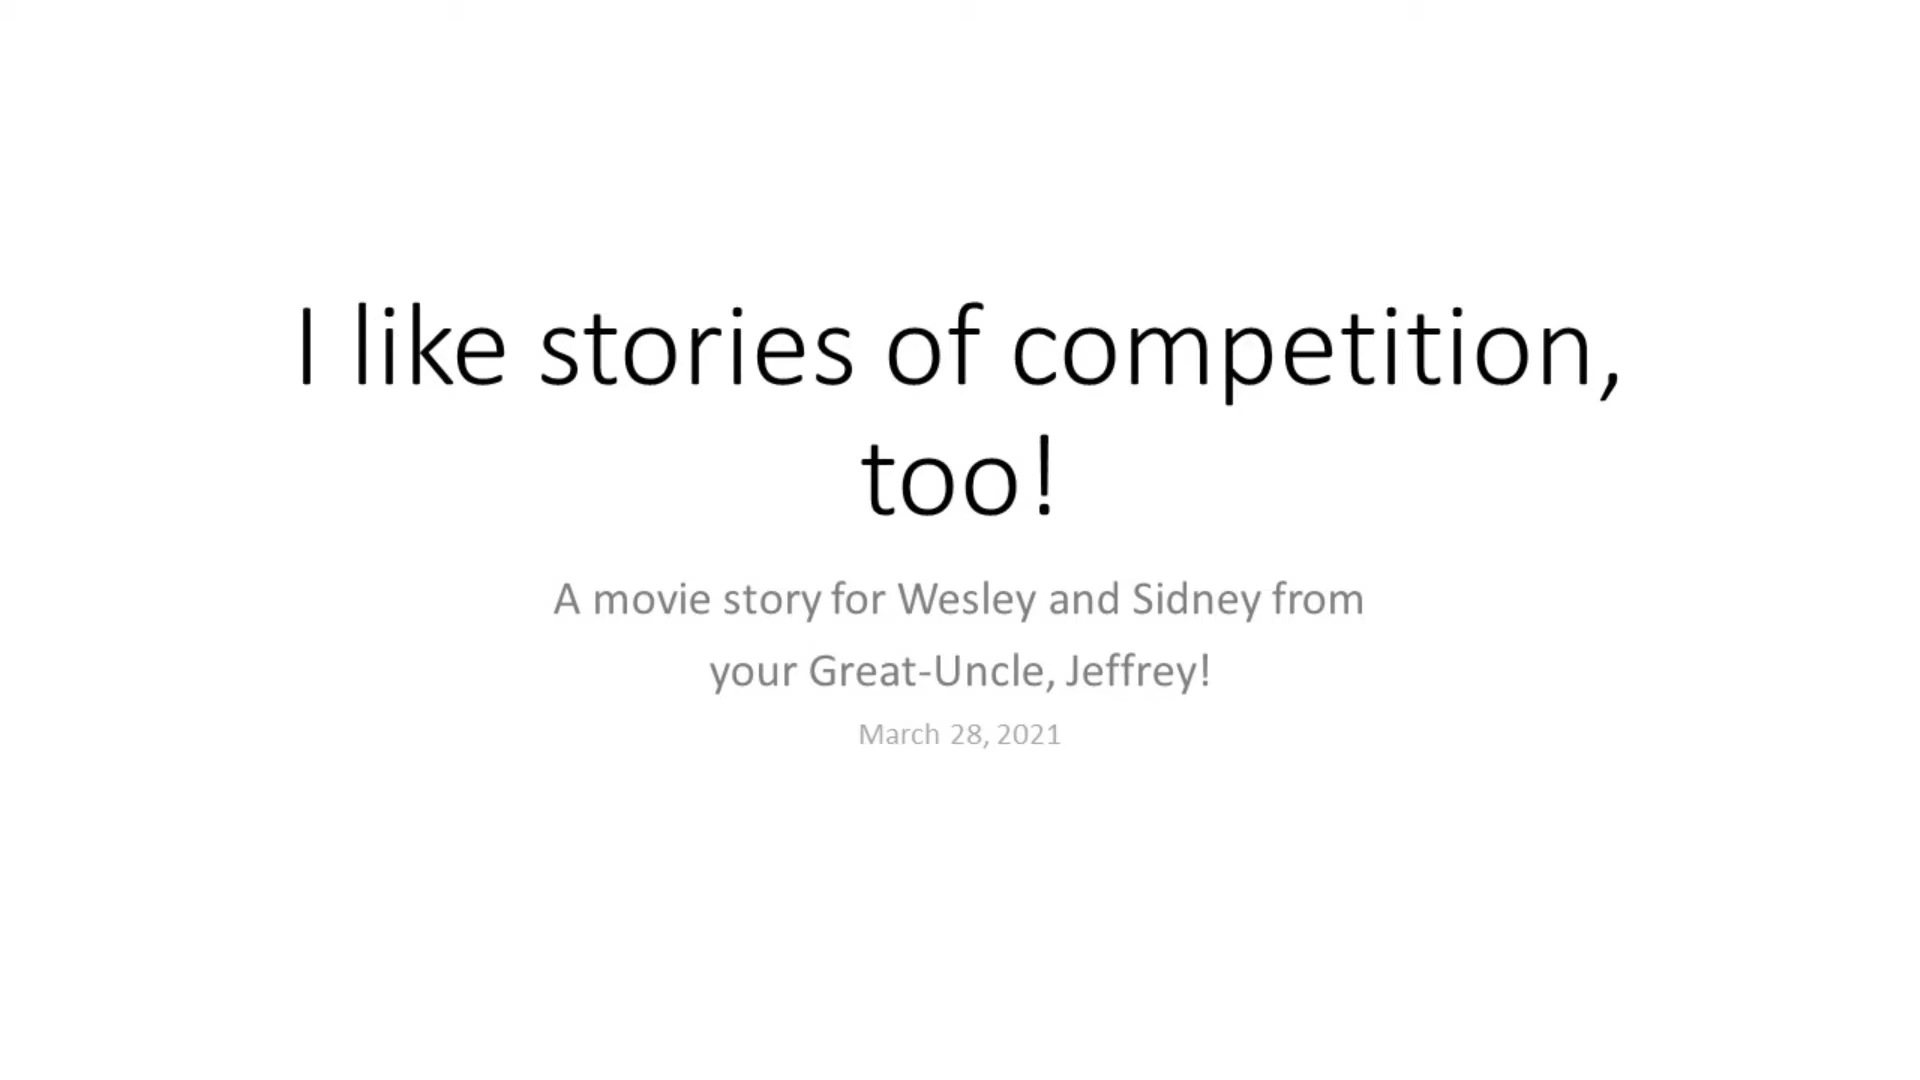 I like stories of competition,
too!
A movie story for Wesley and Sidney from
your Great-Uncle, Jeffrey!
March 28, 2021